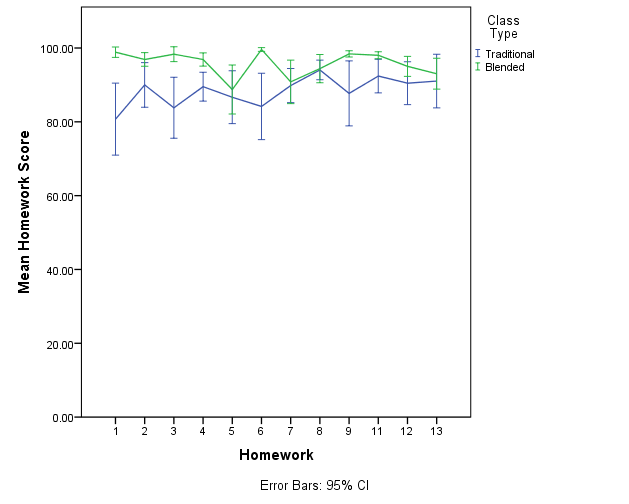 Class
Type
Traditional
Blended
100.00
80.00
60.00
40.00
20.00
0.00
Mean Homework Score
1 2 3 4 5 6 7 8 9 11 12 13
Homework
Error Bars: 95% CI